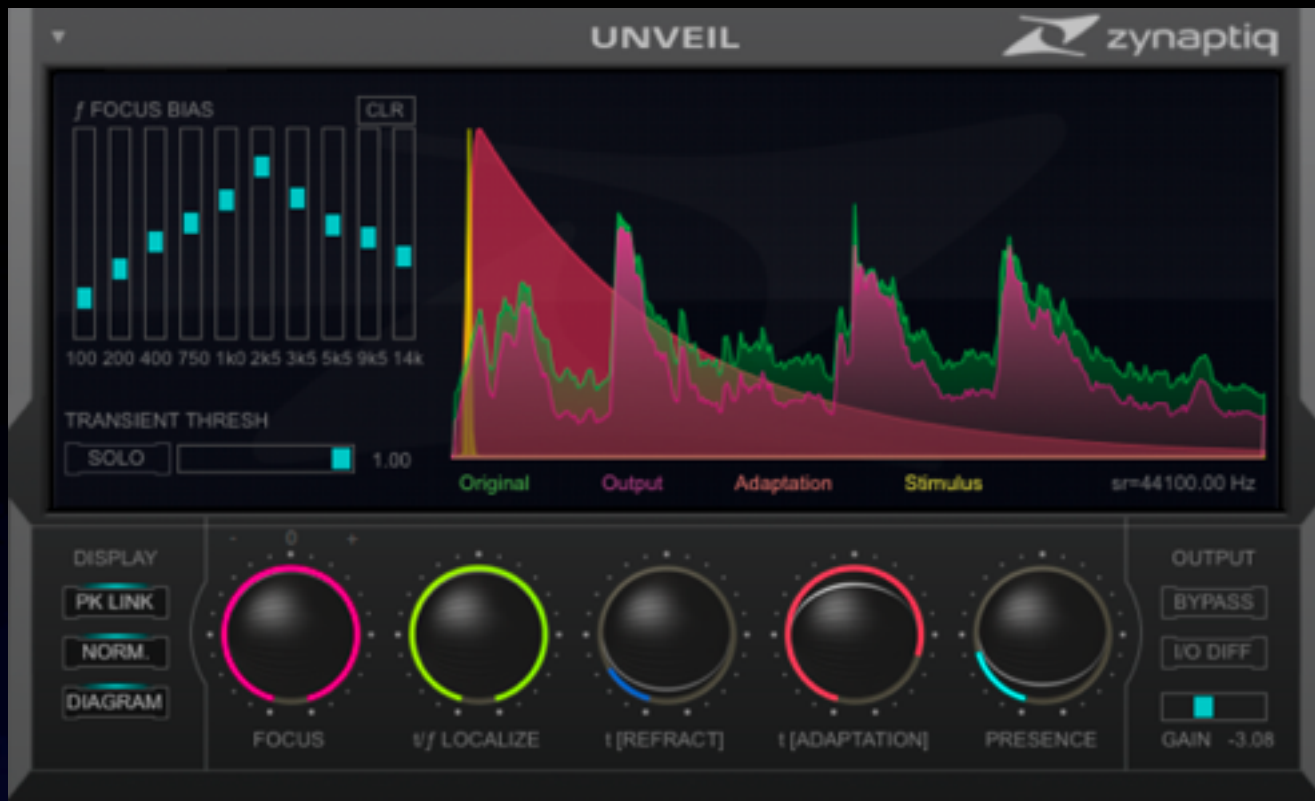 UNVEIL
zynaptiq
ƒ FOCUS BIAS
CLR
100 200 400 750 1k0 2k5 3k5 5k5 9k5 14k
TRANSIENT THRESH
SOLO
1.00
Original Output Adaptation Stimulus sr=44100.00 Hz
- 0 +
DISPLAY
PK LINK
NORM.
DIAGRAM
FOCUS
t/ƒ LOCALIZE
t [REFRACT]
t [ADAPTATION]
PRESENCE
OUTPUT
BYPASS
I/O DIFF
GAIN -3.08